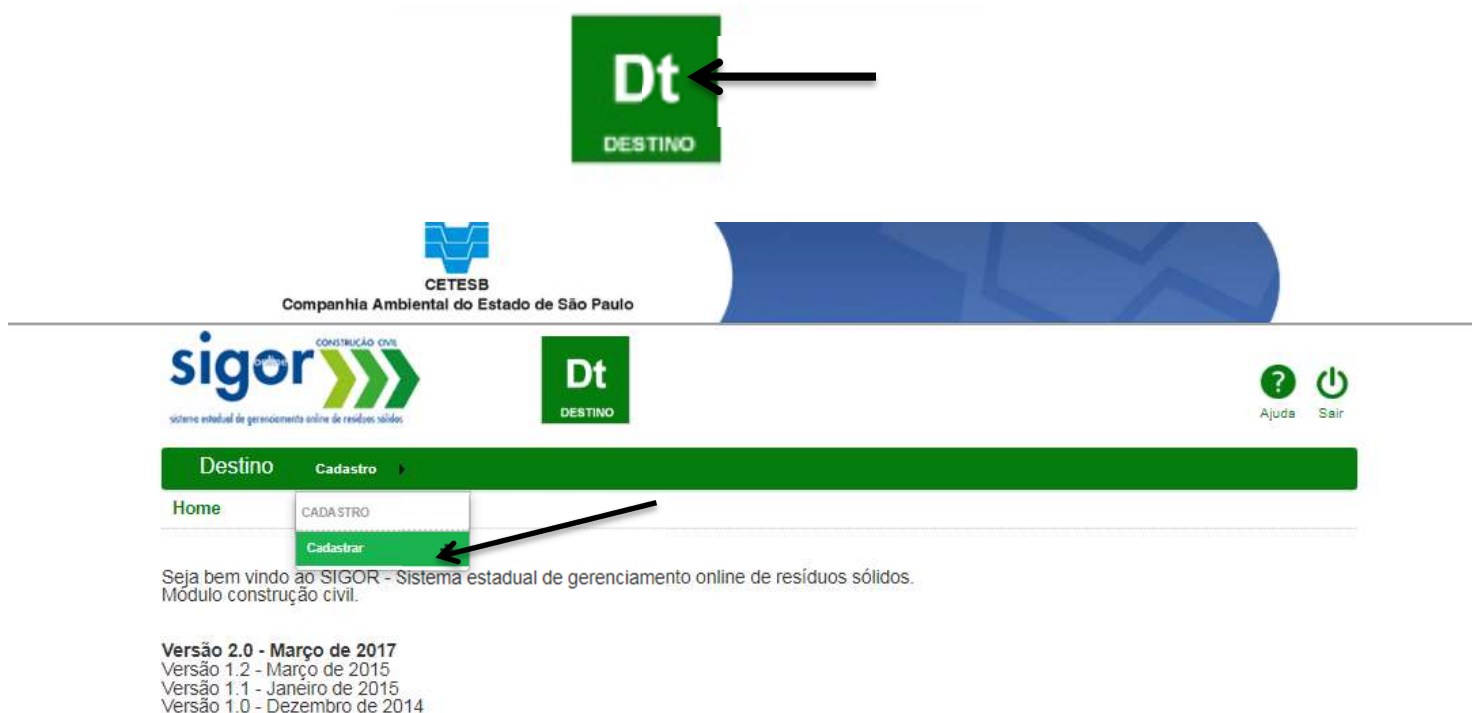 Dt
DESTINO
CETESB
Companhia Ambiental do Estado de São Paulo
sigor
online
CONSTRUÇÃO CIVIL
sistema estadual de gerenciamento online de resíduos sólidos
Dt
DESTINO
?
Ajuda Sair
Destino Cadastro
Home
CADASTRO
Cadastrar
Seja bem vindo ao SIGOR - Sistema estadual de gerenciamento online de resíduos sólidos.
Módulo construção civil.
Versão 2.0 - Março de 2017
Versão 1.2 - Março de 2015
Versão 1.1 - Janeiro de 2015
Versão 1.0 - Dezembro de 2014